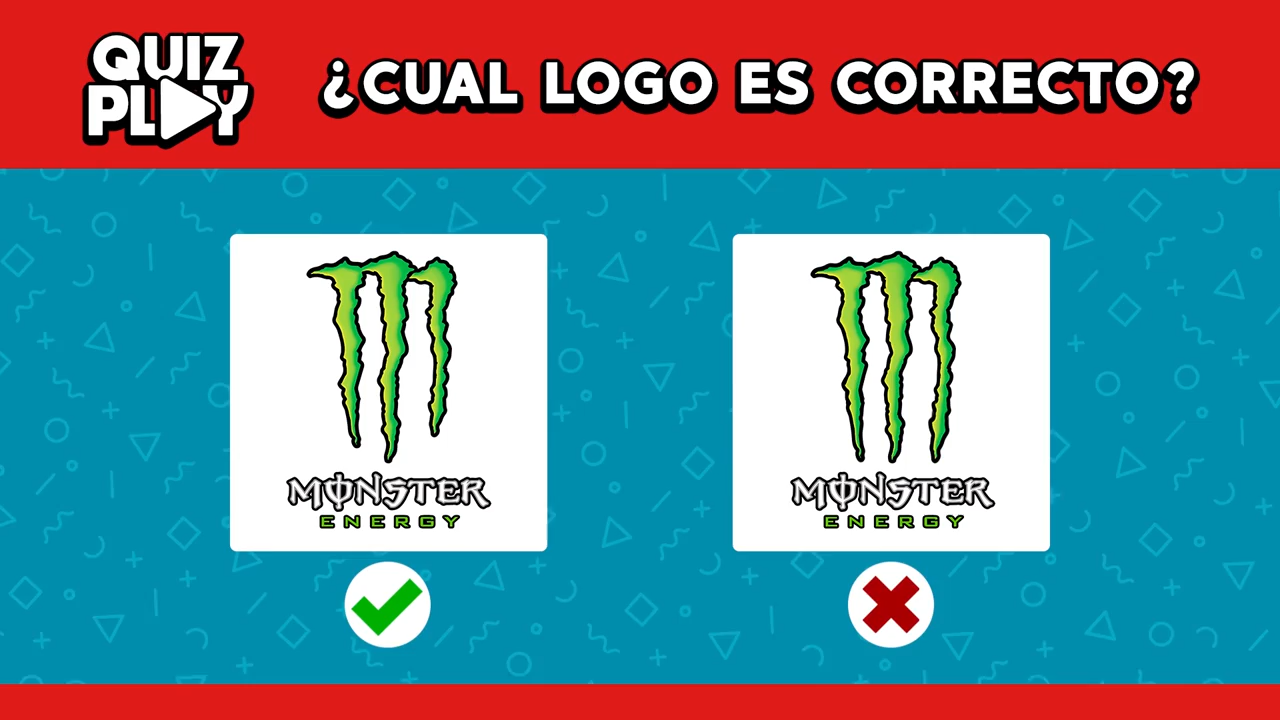 QUIZ
PLAY
¿CUAL LOGO ES CORRECTO?
MONSTER
ENERGY
MONSTER
ENERGY